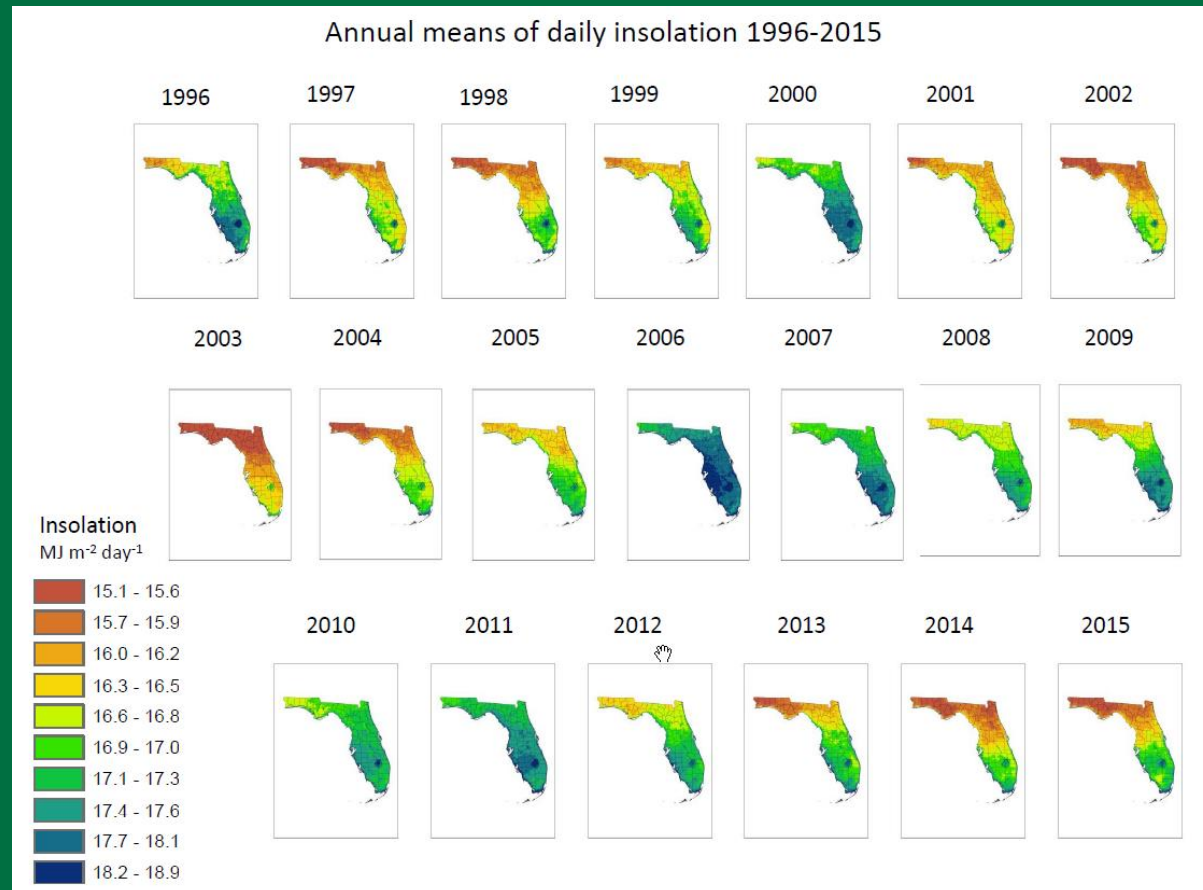 Annual means of daily insolation 1996-2015
1996 1997 1998 1999 2000 2001 2002
2003 2004 2005 2006 2007 2008 2009
Insolation
MJ m⁻² day⁻¹
15.1 - 15.6
15.7 - 15.9
16.0 - 16.2
16.3 - 16.5
16.6 - 16.8
16.9 - 17.0
17.1 - 17.3
17.4 - 17.6
17.7 - 18.1
18.2 - 18.9
2010 2011 2012 2013 2014 2015